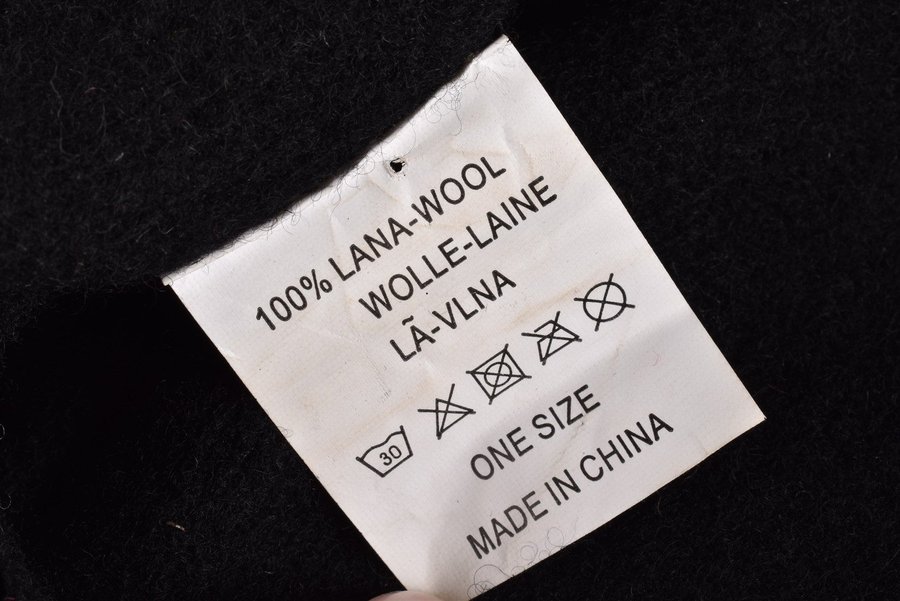 100% LANA-WOOL
WOLLE-LAINE
LÃ-VLNA
30
ONE SIZE
MADE IN CHINA